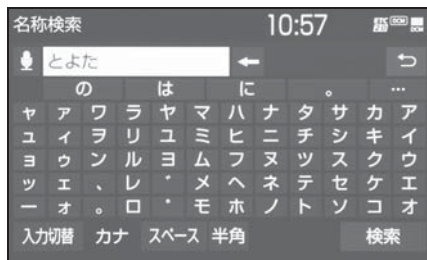 名称検索 10:57
とよた
の は に 。 …
ャ ァ ワ ラ ヤ マ ハ ナ タ サ カ ア
ュ ィ ヲ リ ユ ミ ヒ ニ チ シ キ イ
ョ ゥ ン ル ヨ ム フ ヌ ツ ス ク ウ
ッ ェ 、 レ ゛ メ ヘ ネ テ セ ケ エ
ー ォ 。 ロ ゜ モ ホ ノ ト ソ コ オ
入力切替 カナ スペース 半角 検索